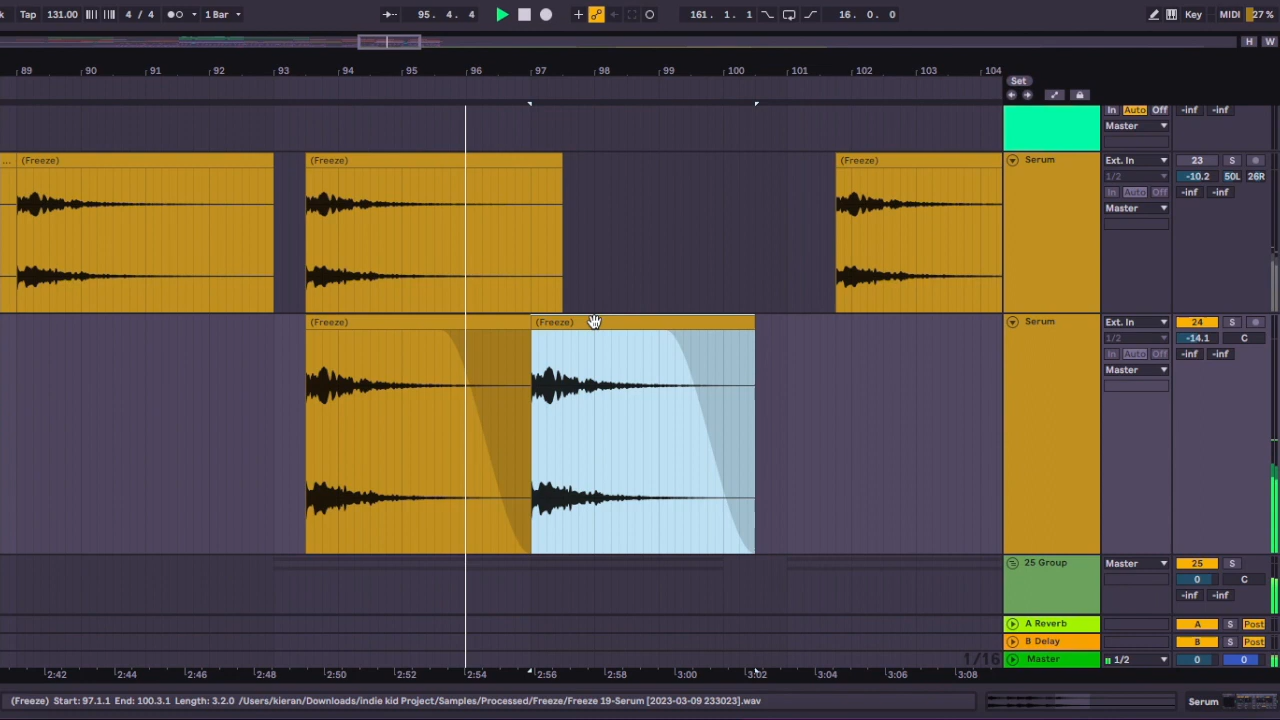 k Tap 131.00 4 / 4 1 Bar 95. 4. 4 161. 1. 1 16. 0. 0 Key MIDI 27 %
H W
89 90 91 92 93 94 95 96 97 98 99 100 101 102 103 104
Set
In Auto Off -inf -inf
Master
... (Freeze) (Freeze) (Freeze) Serum Ext. In 23 S
1/2 -10.2 50L 26R
In Auto Off -inf -inf
Master
(Freeze) (Freeze) Serum Ext. In 24 S
1/2 -14.1 C
In Auto Off -inf -inf
Master
25 Group Master 25 S
0 C
-inf -inf
A Reverb A S Post
B Delay B S Post
1/16 Master 1/2 0 0
2:42 2:44 2:46 2:48 2:50 2:52 2:54 2:56 2:58 3:00 3:02 3:04 3:06 3:08
(Freeze) Start: 97.1.1 End: 100.3.1 Length: 3.2.0 /Users/kieran/Downloads/indie kid Project/Samples/Processed/Freeze/Freeze 19-Serum [2023-03-09 233023].wav Serum